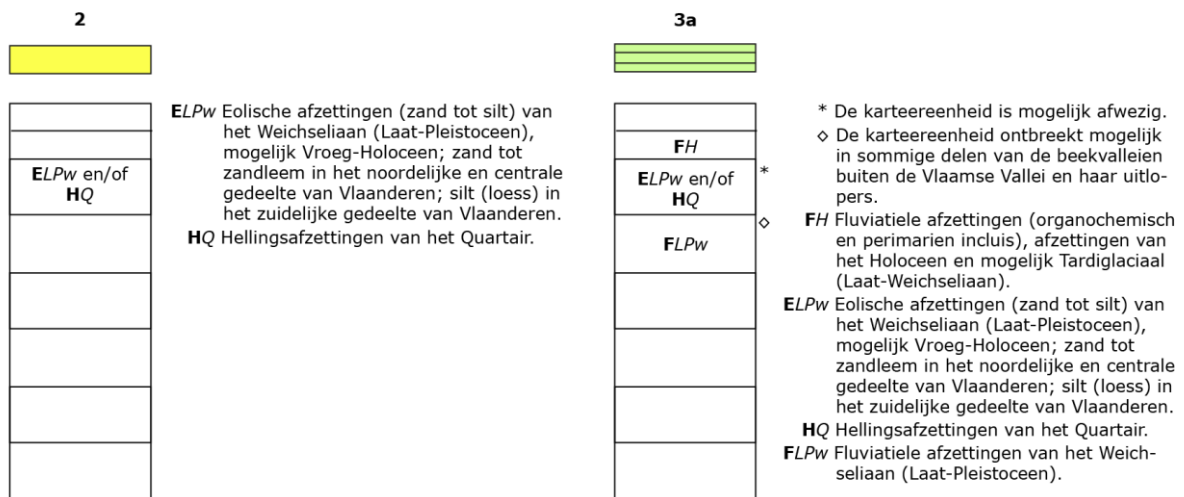 2
ELPw en/of
HQ
ELPw Eolische afzettingen (zand tot silt) van
het Weichseliaan (Laat-Pleistoceen),
mogelijk Vroeg-Holoceen; zand tot
zandleem in het noordelijke en centrale
gedeelte van Vlaanderen; silt (loess) in
het zuidelijke gedeelte van Vlaanderen.
HQ Hellingsafzettingen van het Quartair.
3a
FH
ELPw en/of
HQ
*
◇
FLPw
* De karteereenheid is mogelijk afwezig.
◇ De karteereenheid ontbreekt mogelijk
in sommige delen van de beekvalleien
buiten de Vlaamse Vallei en haar uitlo-
pers.
FH Fluviatiele afzettingen (organochemisch
en perimarien incluis), afzettingen van
het Holoceen en mogelijk Tardiglaciaal
(Laat-Weichseliaan).
ELPw Eolische afzettingen (zand tot silt) van
het Weichseliaan (Laat-Pleistoceen),
mogelijk Vroeg-Holoceen; zand tot
zandleem in het noordelijke en centrale
gedeelte van Vlaanderen; silt (loess) in
het zuidelijke gedeelte van Vlaanderen.
HQ Hellingsafzettingen van het Quartair.
FLPw Fluviatiele afzettingen van het Weich-
seliaan (Laat-Pleistoceen).